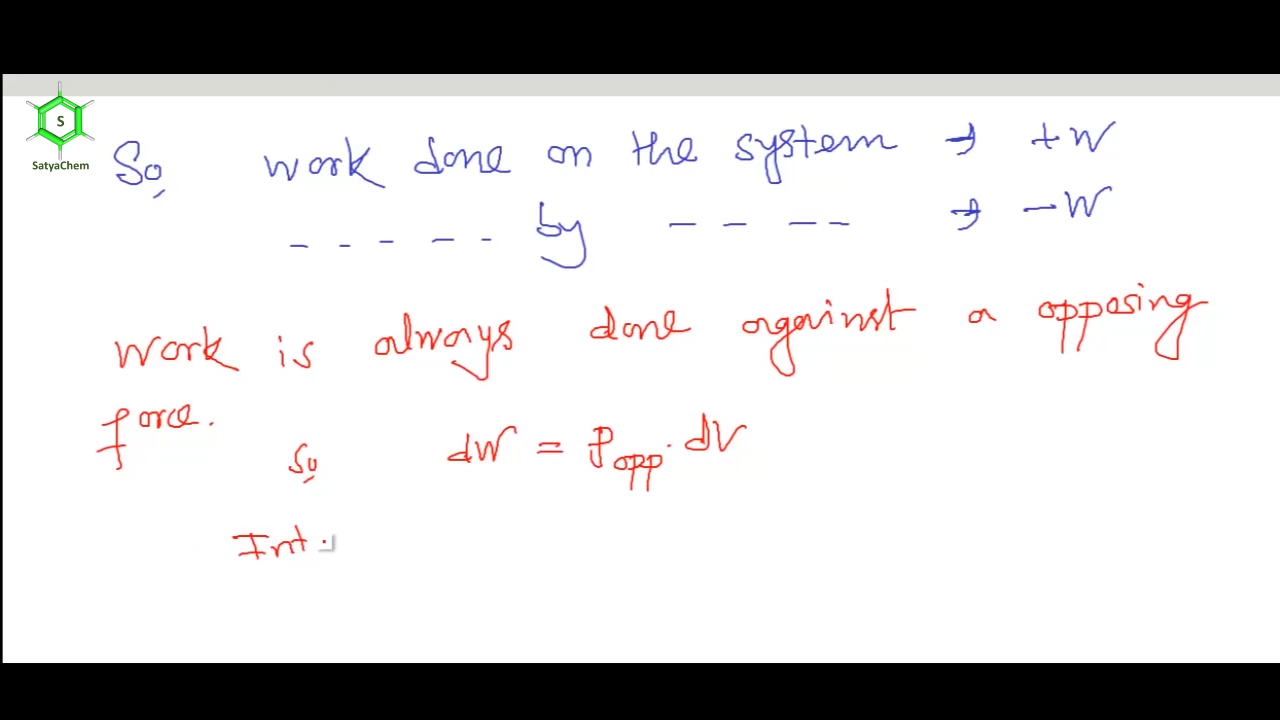 S
SatyaChem
So, work done on the system → +W
- - - - - by - - - - → -W
work is always done against a opposing
force.
So, dW = Popp. dV
Int.